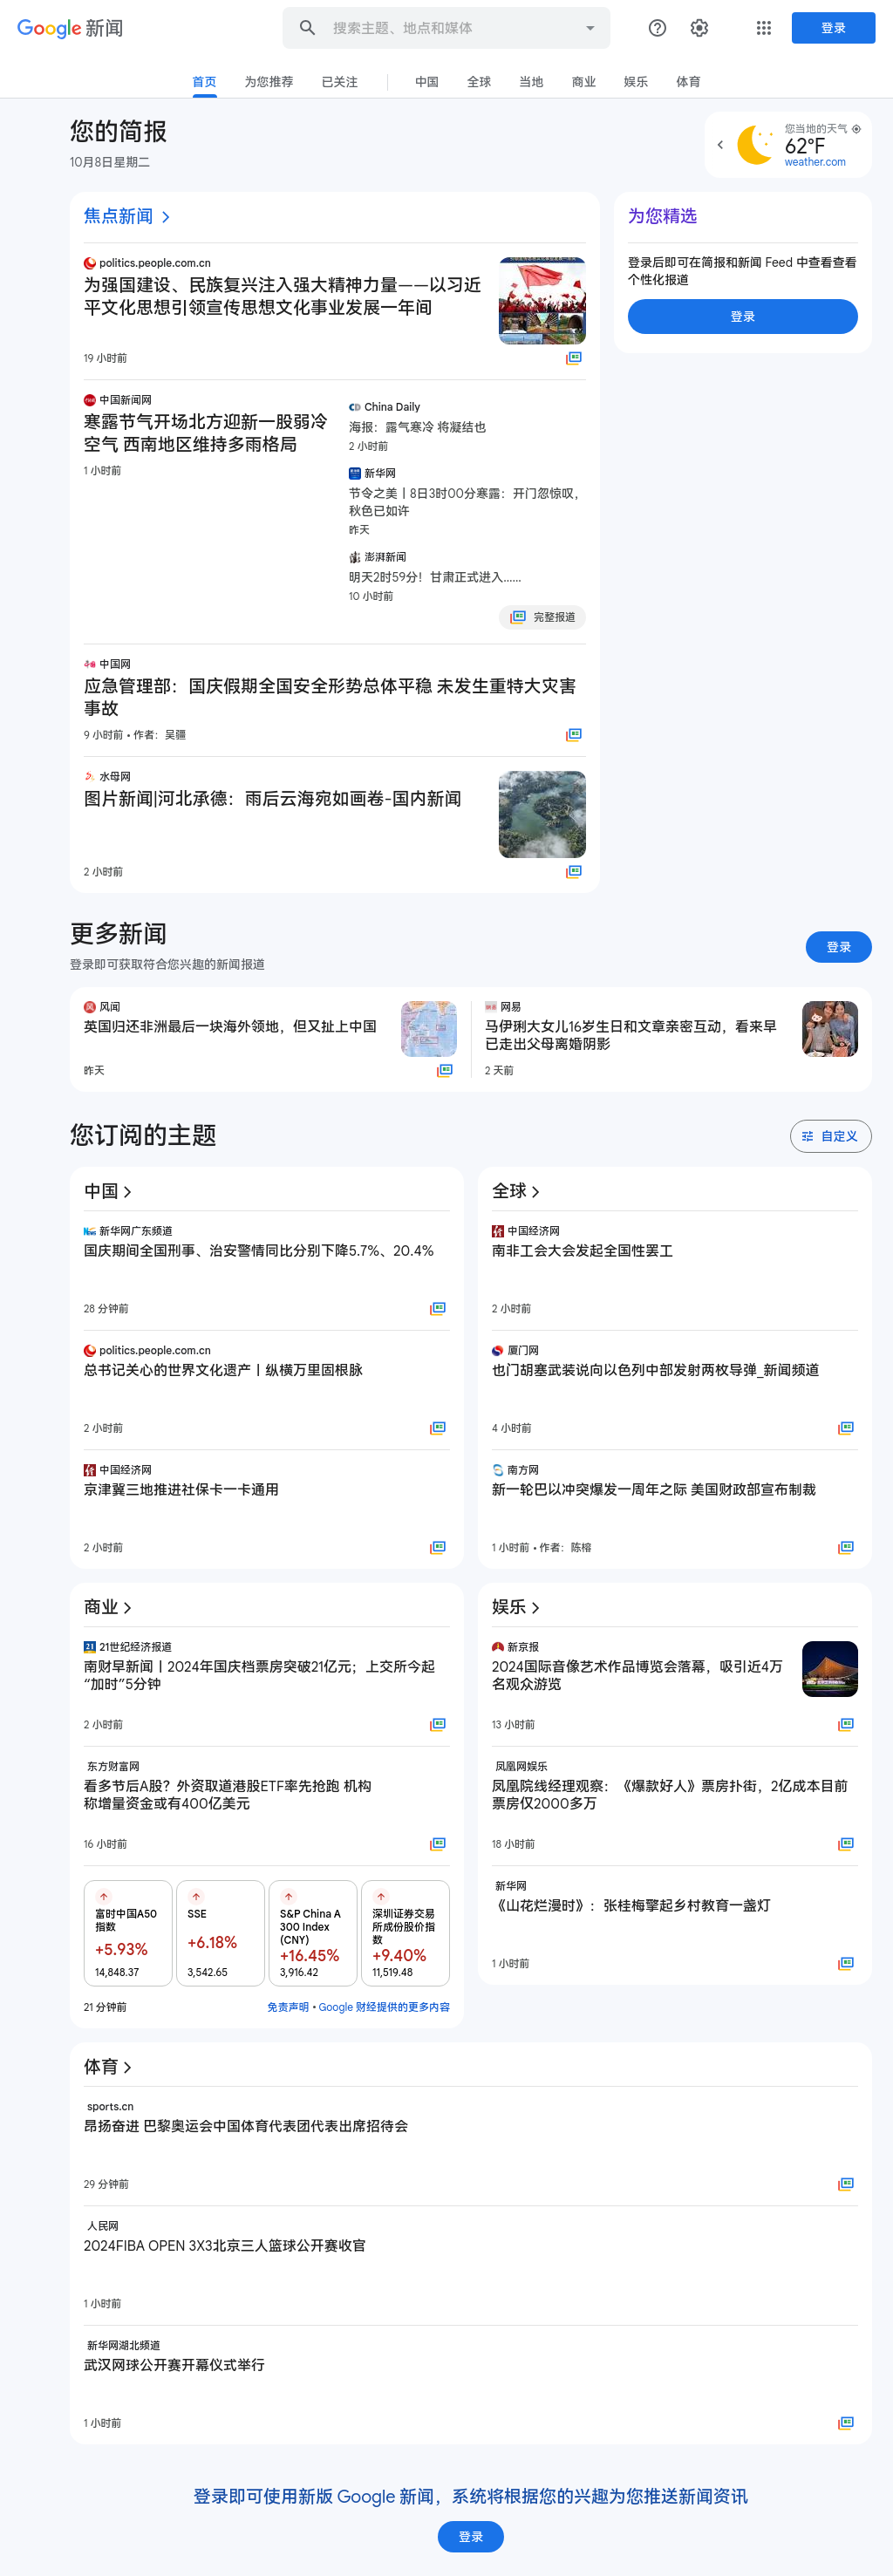 Google 新闻
搜索主题、地点和媒体
登录
首页
为您推荐
已关注
中国
全球
当地
商业
娱乐
体育
您的简报
10月8日星期二
您当地的天气
62°F
weather.com
焦点新闻
politics.people.com.cn
为强国建设、民族复兴注入强大精神力量——以习近
平文化思想引领宣传思想文化事业发展一年间
19 小时前
中国新闻网
寒露节气开场北方迎新一股弱冷
空气 西南地区维持多雨格局
1 小时前
China Daily
海报：露气寒冷 将凝结也
2 小时前
新华网
节令之美丨8日3时00分寒露：开门忽惊叹，
秋色已如许
昨天
澎湃新闻
明天2时59分！甘肃正式进入……
10 小时前
完整报道
中国网
应急管理部：国庆假期全国安全形势总体平稳 未发生重特大灾害
事故
9 小时前 • 作者：吴疆
水母网
图片新闻|河北承德：雨后云海宛如画卷-国内新闻
2 小时前
为您精选
登录后即可在简报和新闻 Feed 中查看查看
个性化报道
登录
更多新闻
登录即可获取符合您兴趣的新闻报道
登录
风闻
英国归还非洲最后一块海外领地，但又扯上中国
昨天
网易
马伊琍大女儿16岁生日和文章亲密互动，看来早
已走出父母离婚阴影
2 天前
您订阅的主题
自定义
中国
新华网广东频道
国庆期间全国刑事、治安警情同比分别下降5.7%、20.4%
28 分钟前
politics.people.com.cn
总书记关心的世界文化遗产丨纵横万里固根脉
2 小时前
中国经济网
京津冀三地推进社保卡一卡通用
2 小时前
全球
中国经济网
南非工会大会发起全国性罢工
2 小时前
厦门网
也门胡塞武装说向以色列中部发射两枚导弹_新闻频道
4 小时前
南方网
新一轮巴以冲突爆发一周年之际 美国财政部宣布制裁
1 小时前 • 作者：陈榕
商业
21世纪经济报道
南财早新闻丨2024年国庆档票房突破21亿元；上交所今起
“加时”5分钟
2 小时前
东方财富网
看多节后A股？外资取道港股ETF率先抢跑 机构
称增量资金或有400亿美元
16 小时前
富时中国A50
指数
+5.93%
14,848.37
SSE
+6.18%
3,542.65
S&P China A
300 Index
(CNY)
+16.45%
3,916.42
深圳证券交易
所成份股价指
数
+9.40%
11,519.48
21 分钟前
免责声明 • Google 财经提供的更多内容
娱乐
新京报
2024国际音像艺术作品博览会落幕，吸引近4万
名观众游览
13 小时前
凤凰网娱乐
凤凰院线经理观察：《爆款好人》票房扑街，2亿成本目前
票房仅2000多万
18 小时前
新华网
《山花烂漫时》：张桂梅擎起乡村教育一盏灯
1 小时前
体育
sports.cn
昂扬奋进 巴黎奥运会中国体育代表团代表出席招待会
29 分钟前
人民网
2024FIBA OPEN 3X3北京三人篮球公开赛收官
1 小时前
新华网湖北频道
武汉网球公开赛开幕仪式举行
1 小时前
登录即可使用新版 Google 新闻，系统将根据您的兴趣为您推送新闻资讯
登录